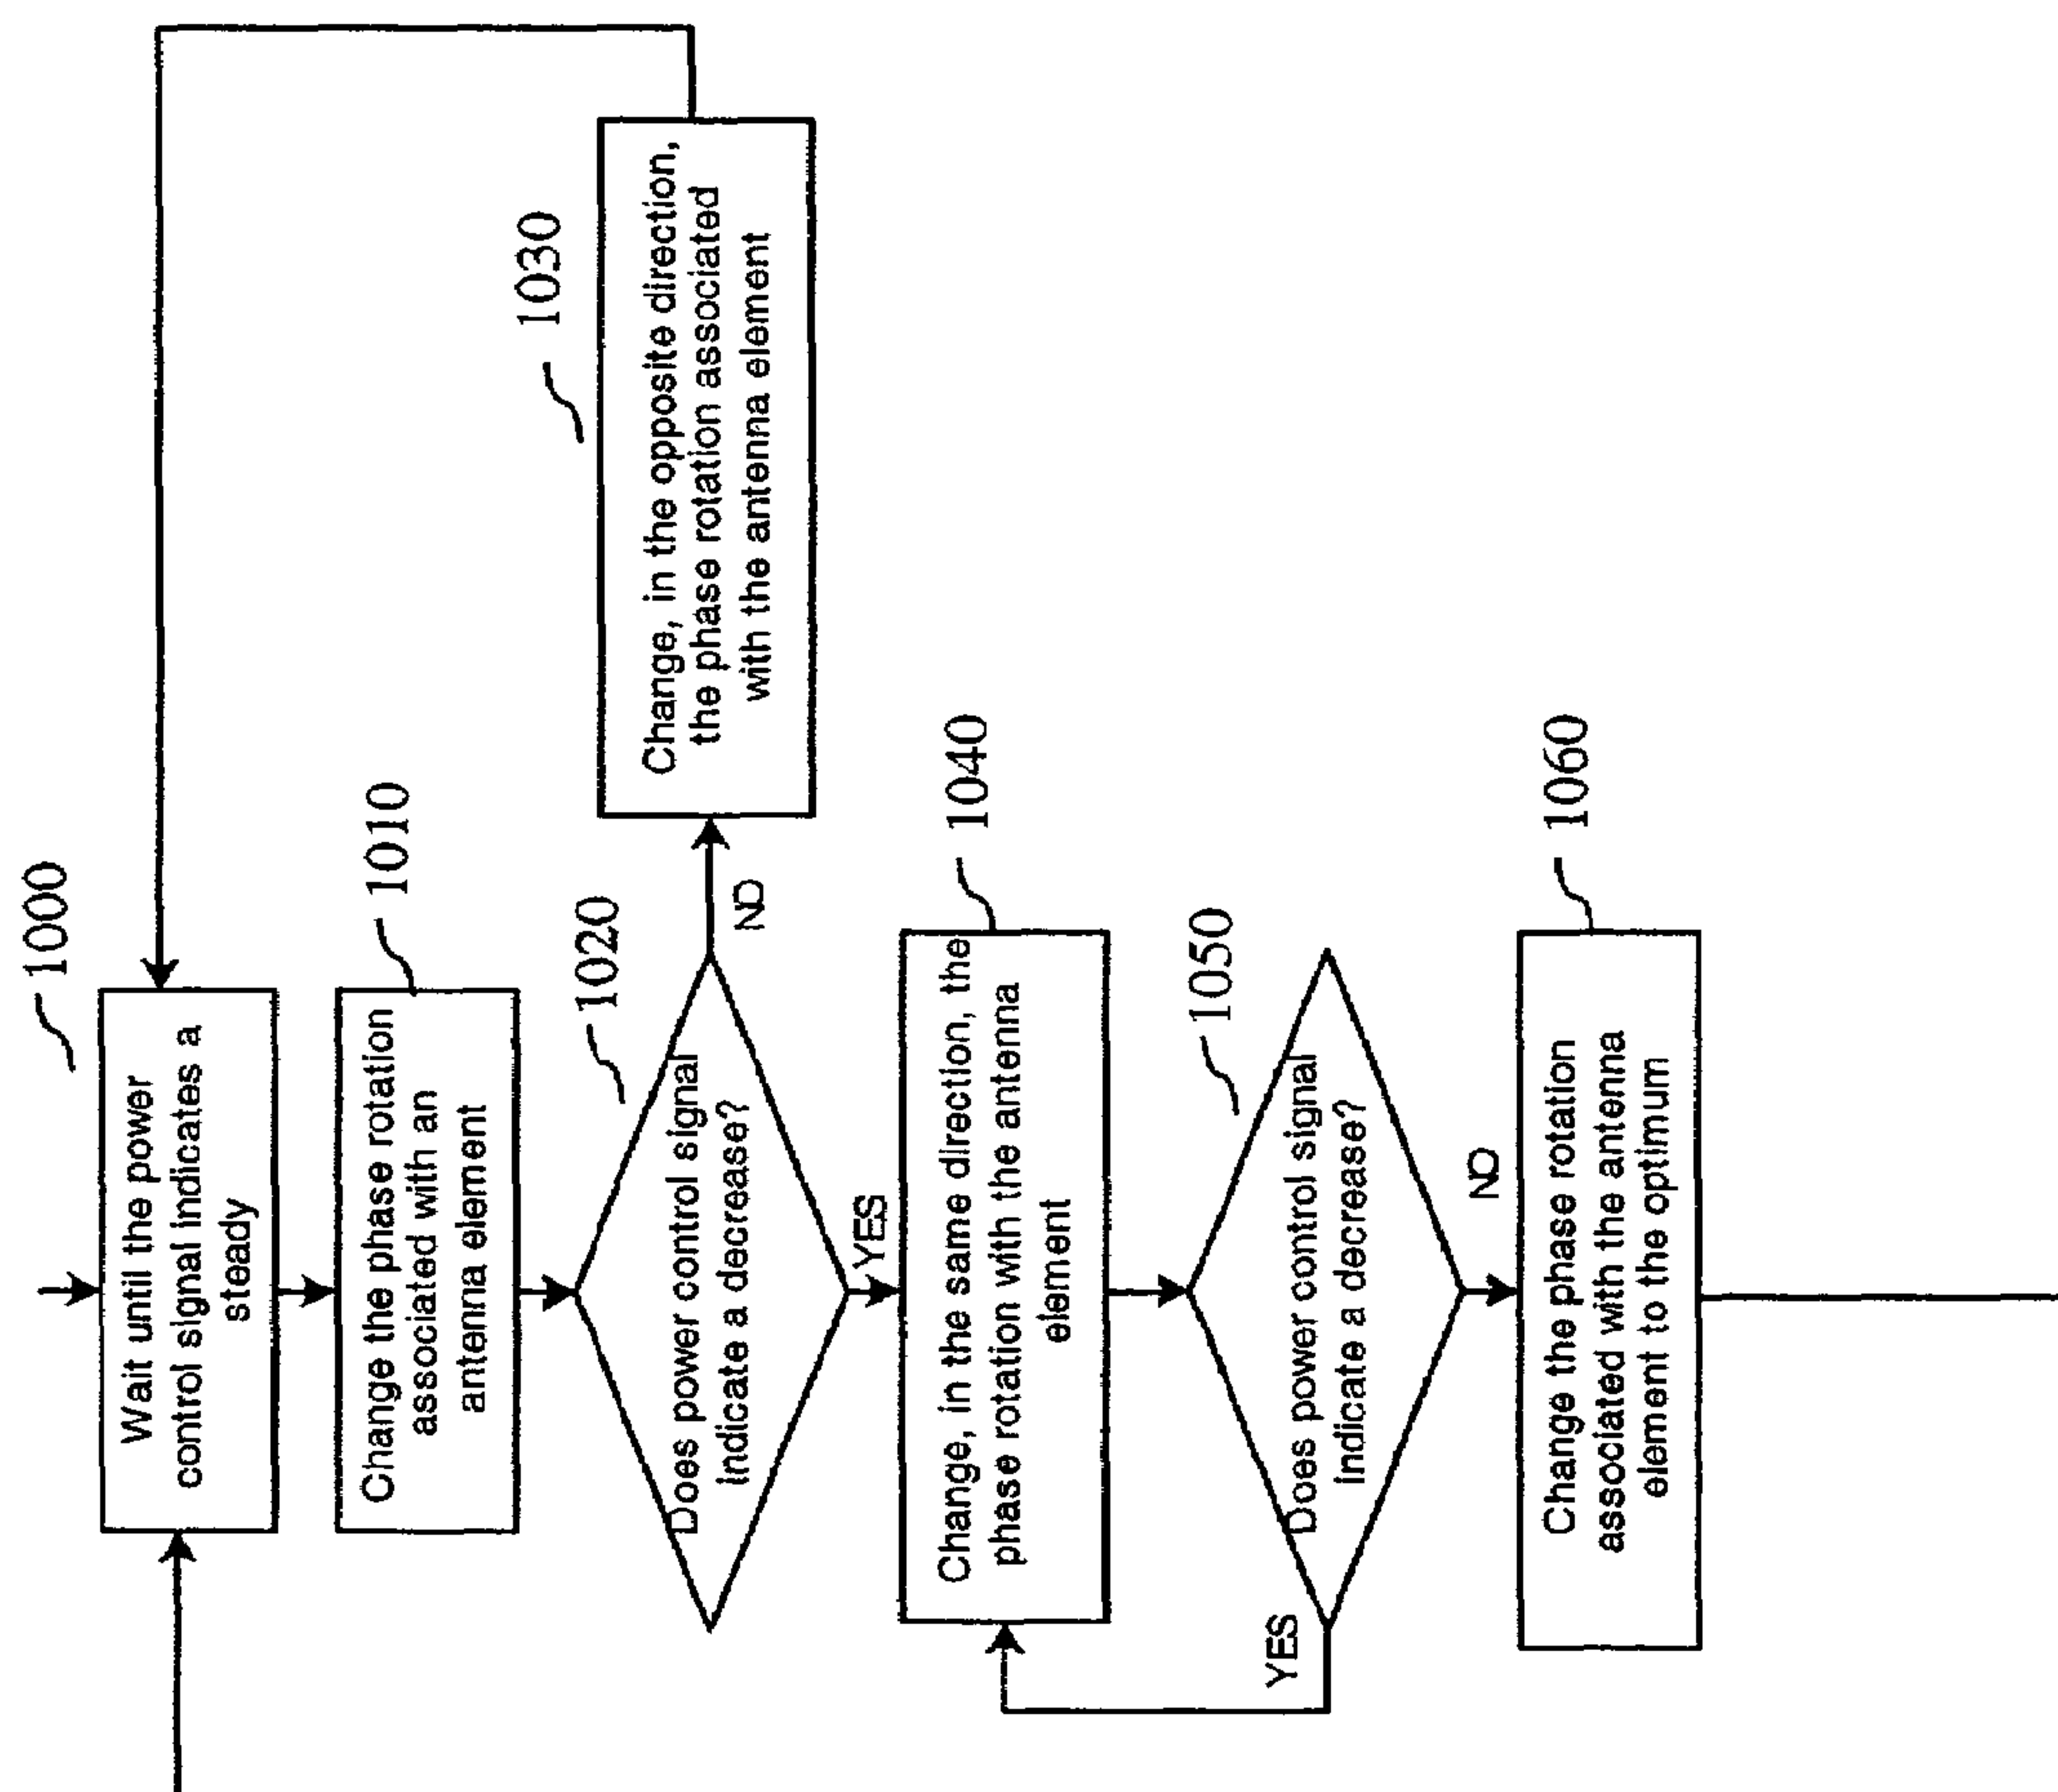 1000
Wait until the power
control signal indicates a
steady
1010
Change the phase rotation
associated with an
antenna element
1020
Does power control signal
indicate a decrease?
NO
1030
Change, in the opposite direction,
the phase rotation associated
with the antenna element
YES
1040
Change, in the same direction, the
phase rotation with the antenna
element
1050
Does power control signal
indicate a decrease?
YES
NO
1060
Change the phase rotation
associated with the antenna
element to the optimum